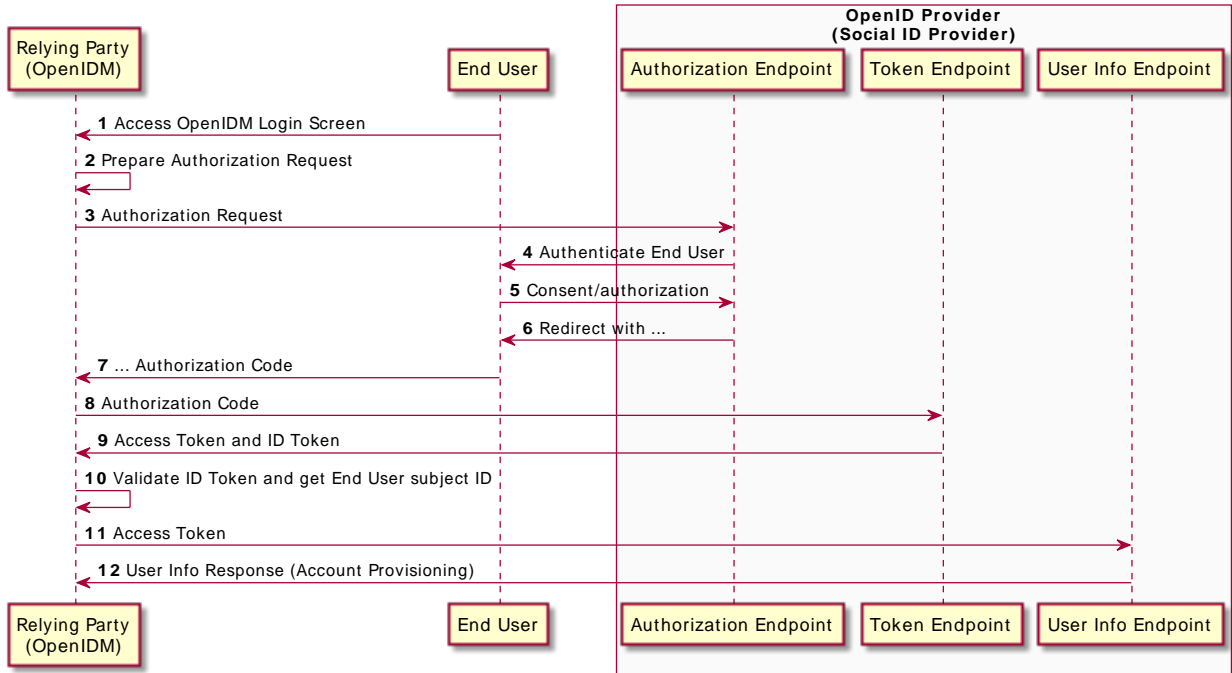 OpenID Provider
(Social ID Provider)
Relying Party
(OpenIDM)
End User
Authorization Endpoint
Token Endpoint
User Info Endpoint
1 Access OpenIDM Login Screen
2 Prepare Authorization Request
3 Authorization Request
4 Authenticate End User
5 Consent/authorization
6 Redirect with ...
7 ... Authorization Code
8 Authorization Code
9 Access Token and ID Token
10 Validate ID Token and get End User subject ID
11 Access Token
12 User Info Response (Account Provisioning)
Relying Party
(OpenIDM)
End User
Authorization Endpoint
Token Endpoint
User Info Endpoint